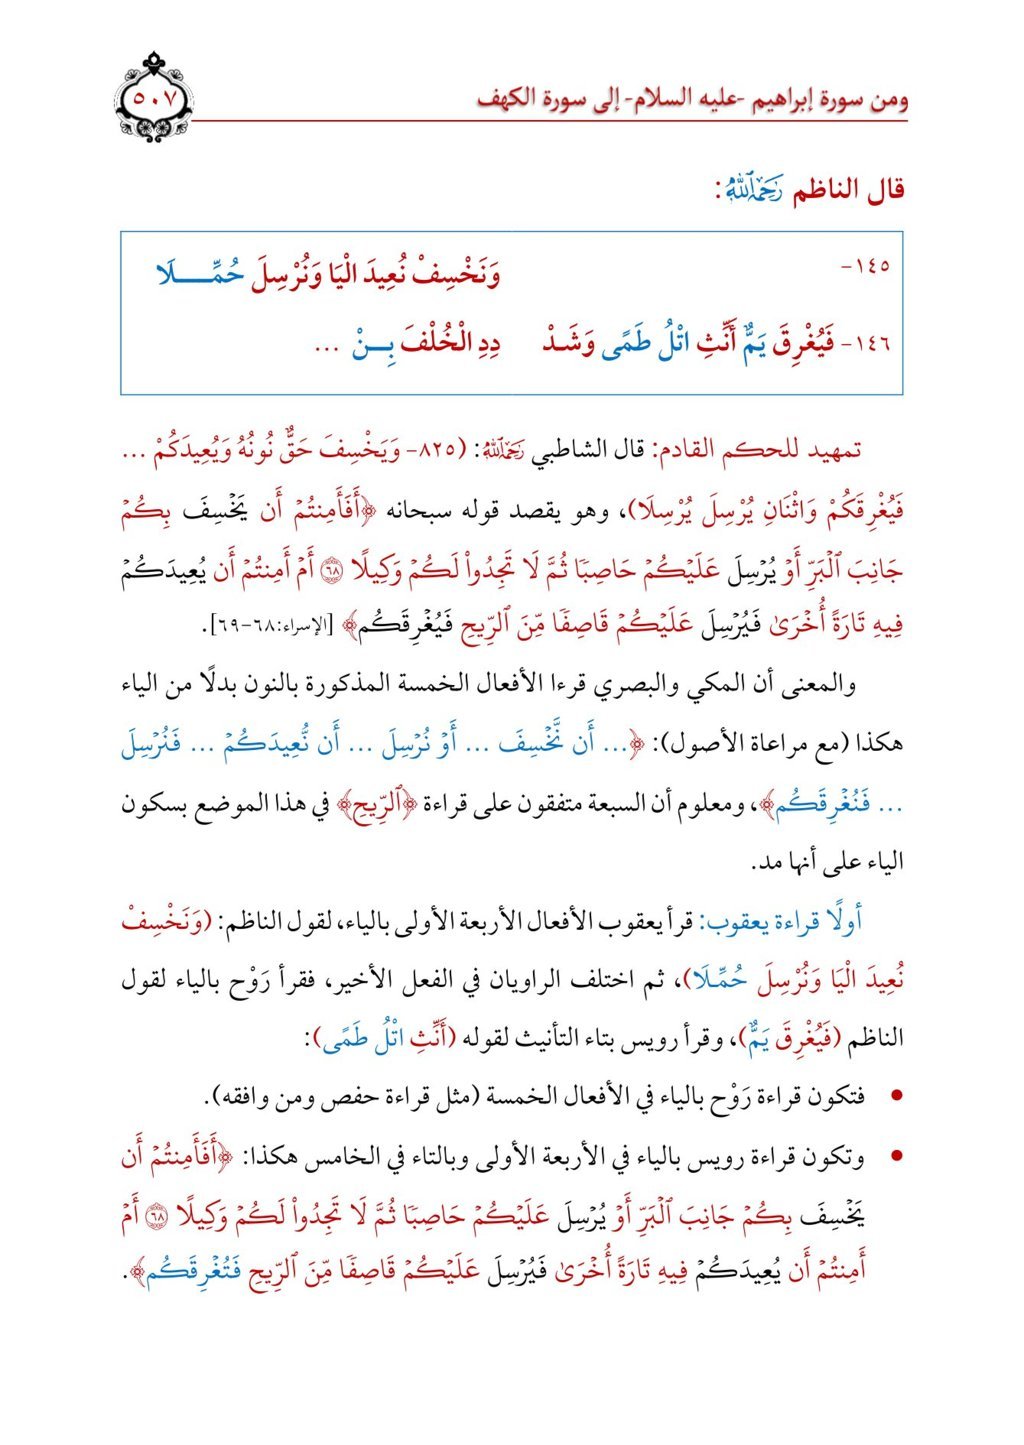 ومن سورة إبراهيم -عليه السلام- إلى سورة الكهف
٥٠٧
قال الناظم رَحِمَهُ ٱللَّهُ:
١٤٥- وَنَخْسِفْ نُعِيدَ الْيَا وَنُرْسِلَ حُمِّـــــلَا
١٤٦- فَيُغْرِقَ يَمٌّ أَنِّثِ اتْلُ طَمًى وَشَـدْ دِدِ الْخُلْفَ بِـــنْ ...
تمهيد للحكم القادم: قال الشاطبي رَحِمَهُ ٱللَّهُ: (٨٢٥- وَيَخْسِفَ حَقٌّ نُونُهُ وَيُعِيدَكُمْ ...
فَيُغْرِقَكُمْ وَاثْنَانِ يُرْسِلَ يُرْسِلَا)، وهو يقصد قوله سبحانه ﴿أَفَأَمِنتُمۡ أَن يَخۡسِفَ بِكُمۡ
جَانِبَ ٱلۡبَرِّ أَوۡ يُرۡسِلَ عَلَيۡكُمۡ حَاصِبٗا ثُمَّ لَا تَجِدُواْ لَكُمۡ وَكِيلًا ٦٨ أَمۡ أَمِنتُمۡ أَن يُعِيدَكُمۡ
فِيهِ تَارَةً أُخۡرَىٰ فَيُرۡسِلَ عَلَيۡكُمۡ قَاصِفٗا مِّنَ ٱلرِّيحِ فَيُغۡرِقَكُم﴾ [الإسراء:٦٨-٦٩].
والمعنى أن المكي والبصري قرءا الأفعال الخمسة المذكورة بالنون بدلًا من الياء
هكذا (مع مراعاة الأصول): ﴿... أَن نَّخۡسِفَ ... أَوۡ نُرۡسِلَ ... أَن نُّعِيدَكُمۡ ... فَنُرۡسِلَ
... فَنُغۡرِقَكُم﴾، ومعلوم أن السبعة متفقون على قراءة ﴿ٱلرِّيحِ﴾ في هذا الموضع بسكون
الياء على أنها مد.
أولًا قراءة يعقوب: قرأ يعقوب الأفعال الأربعة الأولى بالياء، لقول الناظم: (وَنَخْسِفْ
نُعِيدَ الْيَا وَنُرْسِلَ حُمِّـلَا)، ثم اختلف الراويان في الفعل الأخير، فقرأ رَوْح بالياء لقول
الناظم (فَيُغْرِقَ يَمٌّ)، وقرأ رويس بتاء التأنيث لقوله (أَنِّثِ اتْلُ طَمًى):
• فتكون قراءة رَوْح بالياء في الأفعال الخمسة (مثل قراءة حفص ومن وافقه).
• وتكون قراءة رويس بالياء في الأربعة الأولى وبالتاء في الخامس هكذا: ﴿أَفَأَمِنتُمۡ أَن
يَخۡسِفَ بِكُمۡ جَانِبَ ٱلۡبَرِّ أَوۡ يُرۡسِلَ عَلَيۡكُمۡ حَاصِبٗا ثُمَّ لَا تَجِدُواْ لَكُمۡ وَكِيلًا ٦٨ أَمۡ
أَمِنتُمۡ أَن يُعِيدَكُمۡ فِيهِ تَارَةً أُخۡرَىٰ فَيُرۡسِلَ عَلَيۡكُمۡ قَاصِفٗا مِّنَ ٱلرِّيحِ فَتُغۡرِقَكُم﴾.